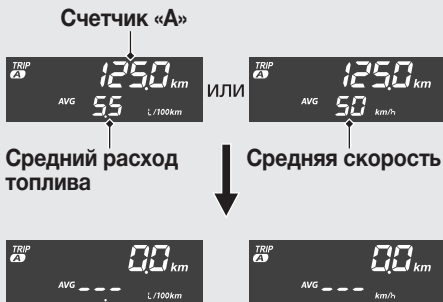 Счетчик «А»
TRIP A 125.0 km
AVG 5.5 L/100km
или
TRIP A 125.0 km
AVG 50 km/h
Средний расход топлива
Средняя скорость
TRIP A 0.0 km
AVG ---.- L/100km
TRIP A 0.0 km
AVG --- km/h